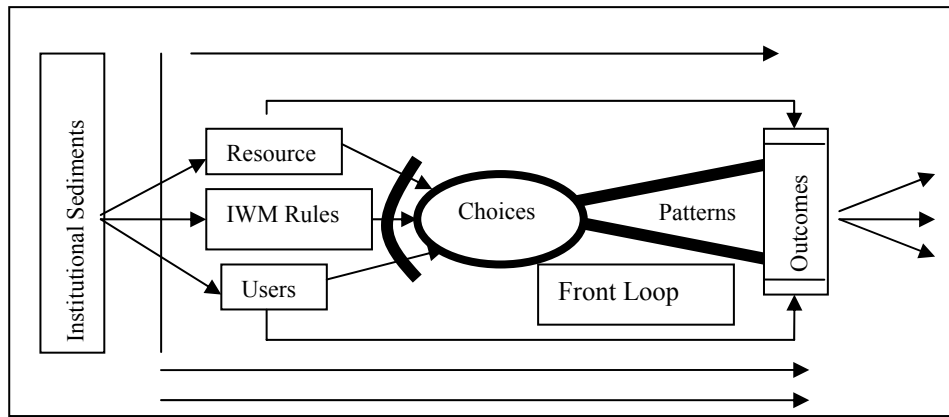 Institutional Sediments
Resource
IWM Rules
Users
Choices
Patterns
Front Loop
Outcomes